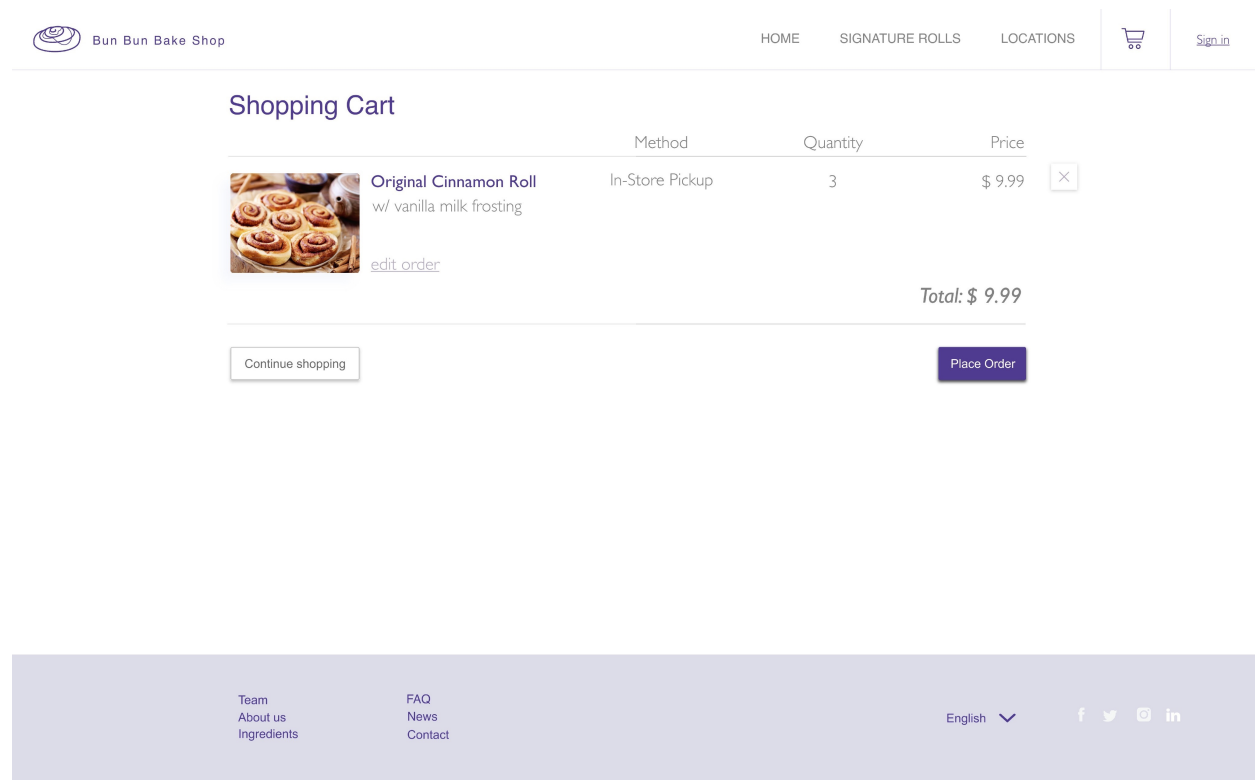 Bun Bun Bake Shop
HOME SIGNATURE ROLLS LOCATIONS Sign in
Shopping Cart
Method Quantity Price
Original Cinnamon Roll In-Store Pickup 3 $ 9.99
w/ vanilla milk frosting
edit order
Total: $ 9.99
Continue shopping Place Order
Team FAQ
About us News English
Ingredients Contact